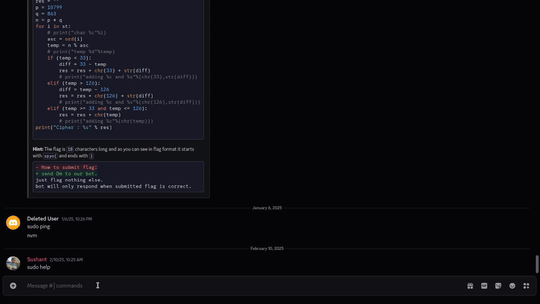 res = ""
p = 10799
q = 863
n = p * q
for i in st:
# print("char %c"%i)
asc = ord(i)
temp = n % asc
# print("temp %d"%temp)
if (temp < 33):
diff = 33 - temp
res = res + chr(33) + str(diff)
# print("adding %c and %s"%(chr(33),str(diff)))
elif (temp > 126):
diff = temp - 126
res = res + chr(126) + str(diff)
# print("adding %c and %s"%(chr(126),str(diff)))
elif (temp >= 33 and temp <= 126):
res = res + chr(temp)
# print("adding %c"%(chr(temp)))
print("Cipher : %s" % res)
Hint: The flag is 18 characters long and as you can see in flag format it starts
with and ends with }
- How to submit flag:
+ send Dm to our bot.
just flag nothing else.
bot will only respond when submitted flag is correct.
January 6, 2025
Deleted User 1/6/25, 10:26 PM
sudo ping
nvm
February 10, 2025
Sushant 2/10/25, 10:25 AM
sudo help
Message # | commands